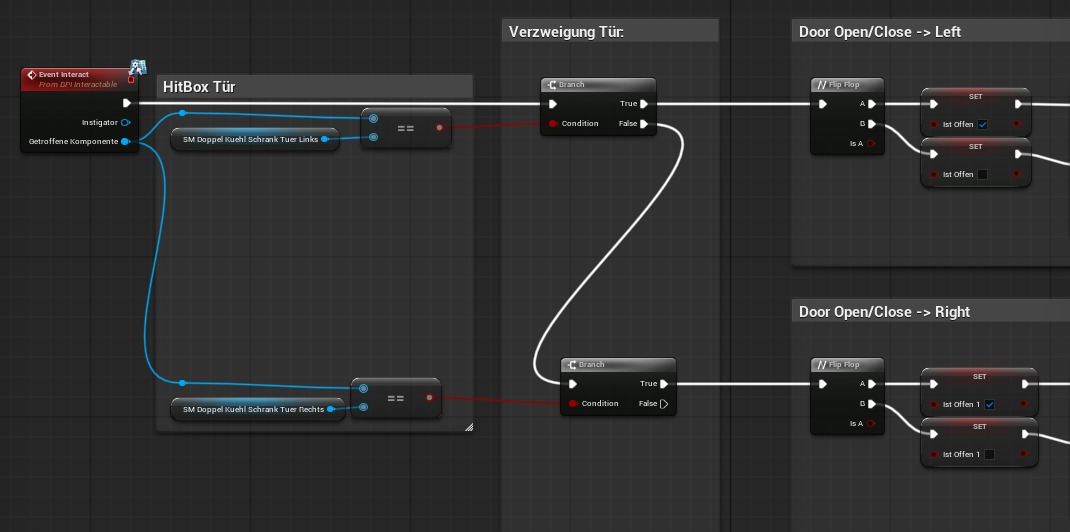 Event Interact
From DPI Interactable
Instigator
Getroffene Komponente
HitBox Tür
SM Doppel Kuehl Schrank Tuer Links
==
SM Doppel Kuehl Schrank Tuer Rechts
==
Verzweigung Tür:
Branch
True
Condition
False
Branch
True
Condition
False
Door Open/Close -> Left
Flip Flop
A
B
Is A
SET
Ist Offen
SET
Ist Offen
Door Open/Close -> Right
Flip Flop
A
B
Is A
SET
Ist Offen 1
SET
Ist Offen 1